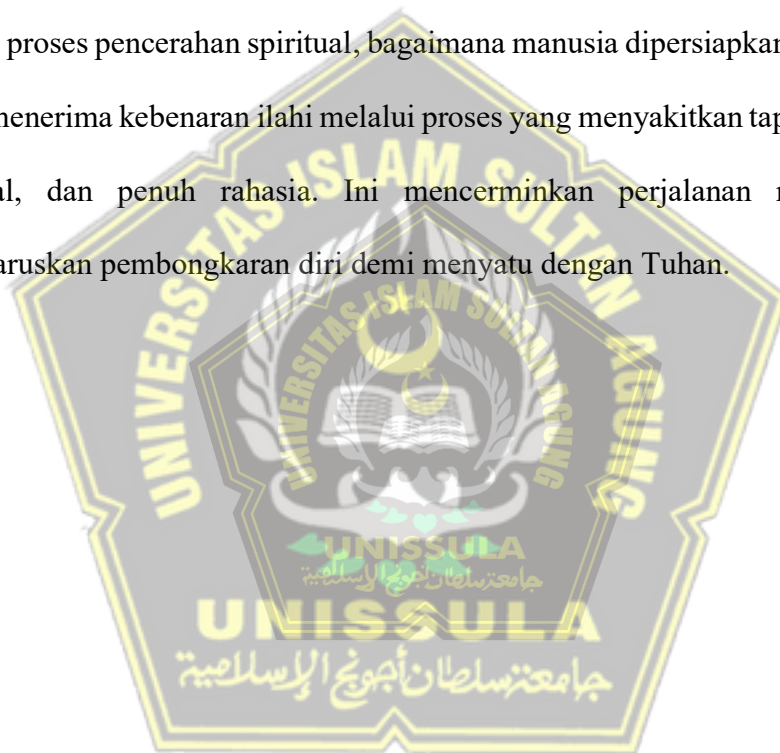 proses pencerahan spiritual, bagaimana manusia dipersiapkan
menerima kebenaran ilahi melalui proses yang menyakitkan tap
al, dan penuh rahasia. Ini mencerminkan perjalanan
aruskan pembongkaran diri demi menyatu dengan Tuhan.
UNIVERSITAS ISLAM SULTAN AGUNG
UNIVERSITAS ISLAM SULTAN AGUNG
UNISSULA
جامعة سلطان أجونج الإسلامية
UNISSULA
جامعة سلطان أجونج الإسلامية